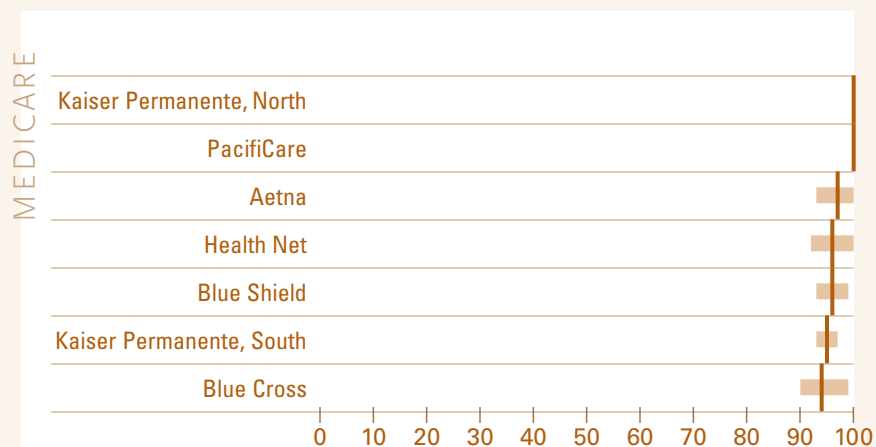 MEDICARE
Kaiser Permanente, North
PacifiCare
Aetna
Health Net
Blue Shield
Kaiser Permanente, South
Blue Cross
0 10 20 30 40 50 60 70 80 90 100